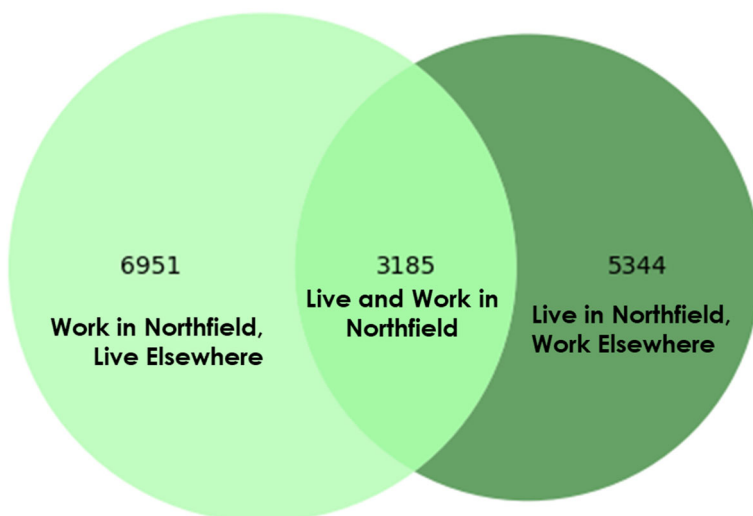 6951
Work in Northfield,
Live Elsewhere
3185
Live and Work in
Northfield
5344
Live in Northfield,
Work Elsewhere